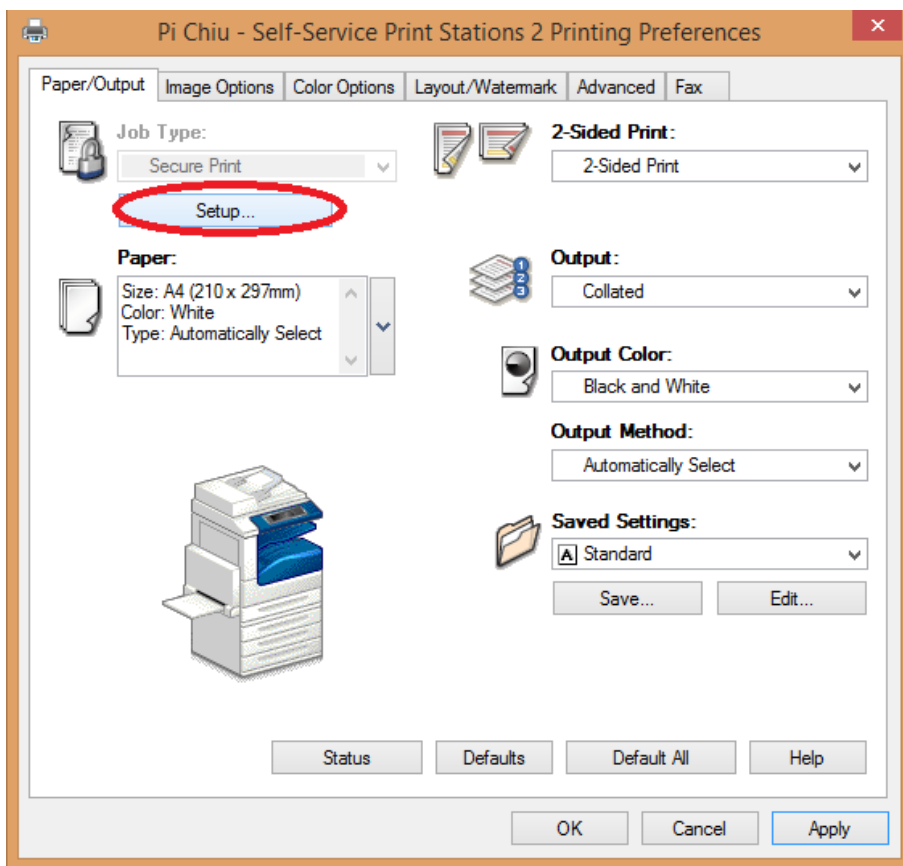 Pi Chiu - Self-Service Print Stations 2 Printing Preferences
Paper/Output
Image Options
Color Options
Layout/Watermark
Advanced
Fax
Job Type:
Secure Print
Setup...
Paper:
Size: A4 (210 x 297mm)
Color: White
Type: Automatically Select
2-Sided Print:
2-Sided Print
Output:
1
2
3
Collated
Output Color:
Black and White
Output Method:
Automatically Select
Saved Settings:
A Standard
Save...
Edit...
Status
Defaults
Default All
Help
OK
Cancel
Apply